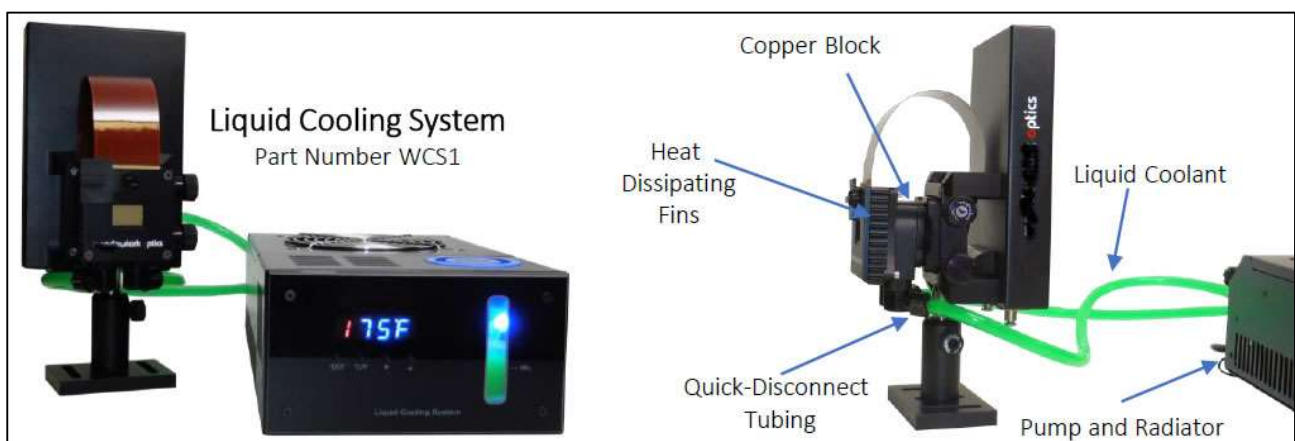 Liquid Cooling System
Part Number WCS1
175F
Liquid Cooling System
Copper Block
Heat
Dissipating
Fins
optics
Liquid Coolant
Quick-Disconnect
Tubing
Pump and Radiator